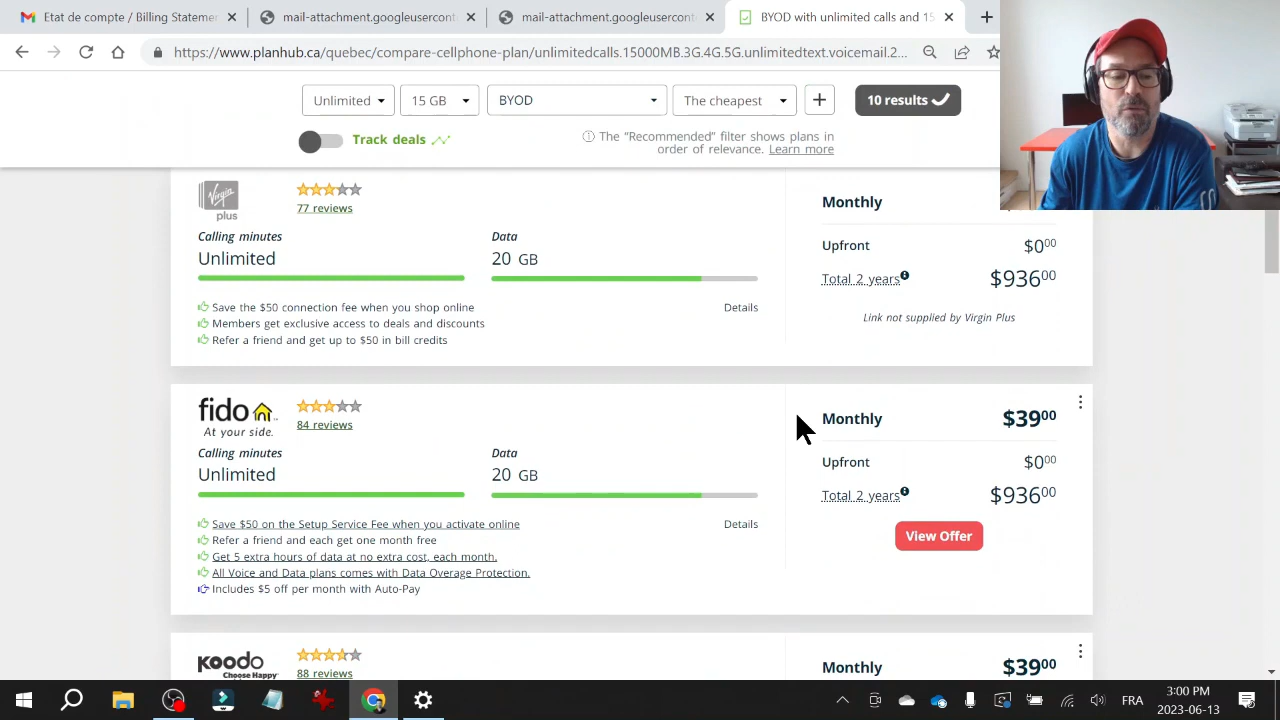 Etat de compte / Billing Stateme
mail-attachment.googleusercont
mail-attachment.googleusercont
BYOD with unlimited calls and 15
https://www.planhub.ca/quebec/compare-cellphone-plan/unlimitedcalls.15000MB.3G.4G.5G.unlimitedtext.voicemail.2...
Unlimited
15 GB
BYOD
The cheapest
+
10 results
Track deals
The “Recommended” filter shows plans in
order of relevance. Learn more
Virgin
plus
77 reviews
Calling minutes
Unlimited
Data
20 GB
Save the $50 connection fee when you shop online
Members get exclusive access to deals and discounts
Refer a friend and get up to $50 in bill credits
Details
Monthly
Upfront
$0.00
Total 2 years
$936.00
Link not supplied by Virgin Plus
fido
At your side.
84 reviews
Calling minutes
Unlimited
Data
20 GB
Save $50 on the Setup Service Fee when you activate online
Refer a friend and each get one month free
Get 5 extra hours of data at no extra cost, each month.
All Voice and Data plans comes with Data Overage Protection.
Includes $5 off per month with Auto-Pay
Details
Monthly
$39.00
Upfront
$0.00
Total 2 years
$936.00
View Offer
koodo
Choose Happy
88 reviews
Monthly
$39.00
FRA
3:00 PM
2023-06-13